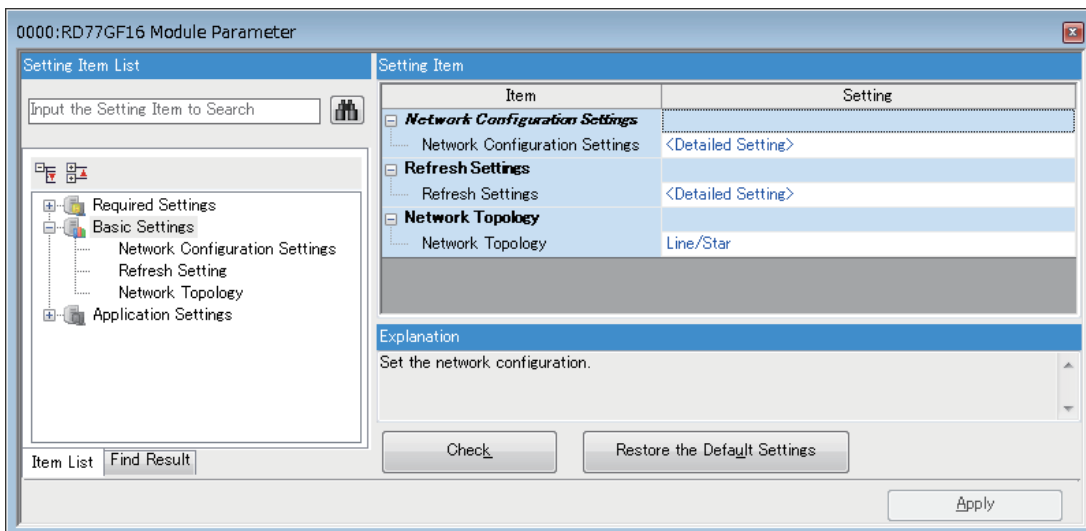 0000:RD77GF16 Module Parameter
Setting Item List
Input the Setting Item to Search
Required Settings
Basic Settings
Network Configuration Settings
Refresh Setting
Network Topology
Application Settings
Item List Find Result
Setting Item
Item Setting
Network Configuration Settings
Network Configuration Settings <Detailed Setting>
Refresh Settings
Refresh Settings <Detailed Setting>
Network Topology
Network Topology Line/Star
Explanation
Set the network configuration.
Check Restore the Default Settings
Apply